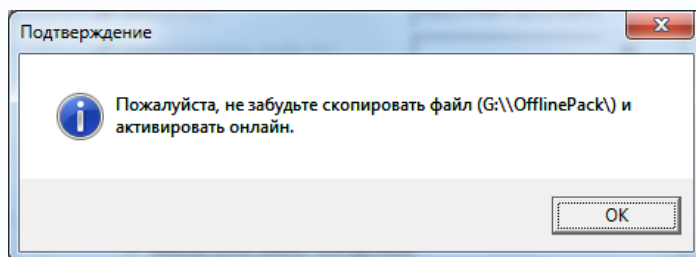 Подтверждение
Пожалуйста, не забудьте скопировать файл (G:\\OfflinePack\) и
активировать онлайн.
OK